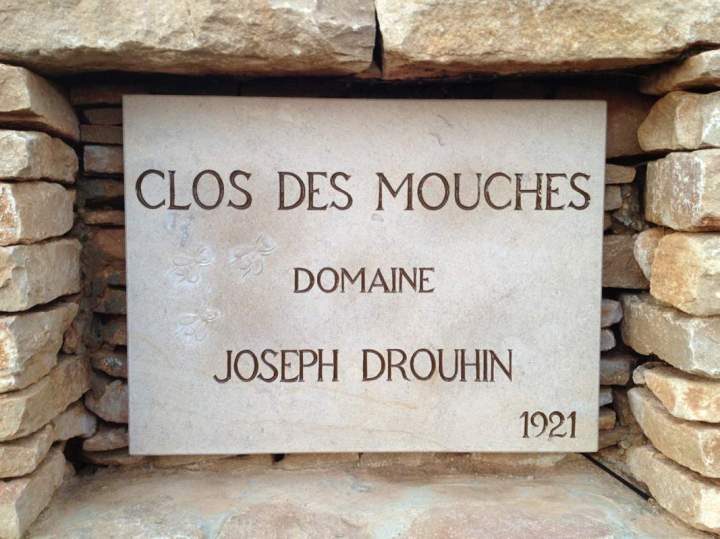 CLOS DES MOUCHES
DOMAINE
JOSEPH DROUHIN
1921